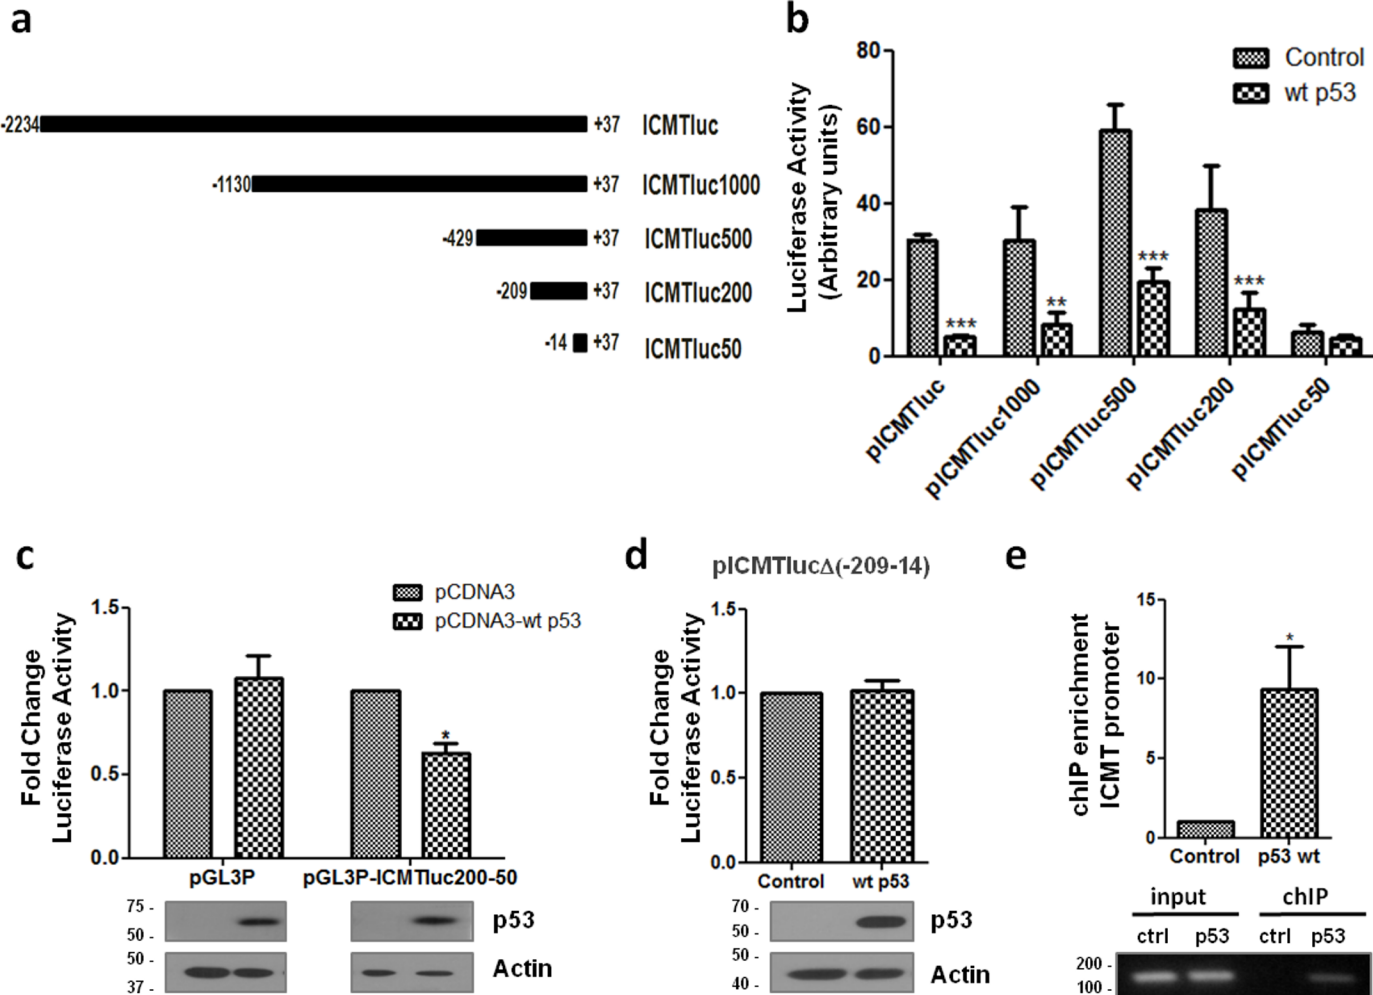 a
-2234 +37 ICMTluc
-1130 +37 ICMTluc1000
-429 +37 ICMTluc500
-209 +37 ICMTluc200
-14 +37 ICMTluc50
b
Luciferase Activity
(Arbitrary units)
80
60
40
20
0
Control
wt p53
***
**
***
***
pICMTluc
pICMTluc1000
pICMTluc500
pICMTluc200
pICMTluc50
c
Fold Change
Luciferase Activity
1.5
1.0
0.5
0.0
pCDNA3
pCDNA3-wt p53
*
pGL3P
pGL3P-ICMTluc200-50
75 -
50 -
p53
50 -
37 -
Actin
d
pICMTlucΔ(-209-14)
Fold Change
Luciferase Activity
1.5
1.0
0.5
0.0
Control
wt p53
70 -
50 -
p53
50 -
40 -
Actin
e
chIP enrichment
ICMT promoter
15
10
5
0
*
Control
p53 wt
input chIP
ctrl p53 ctrl p53
200 -
100 -